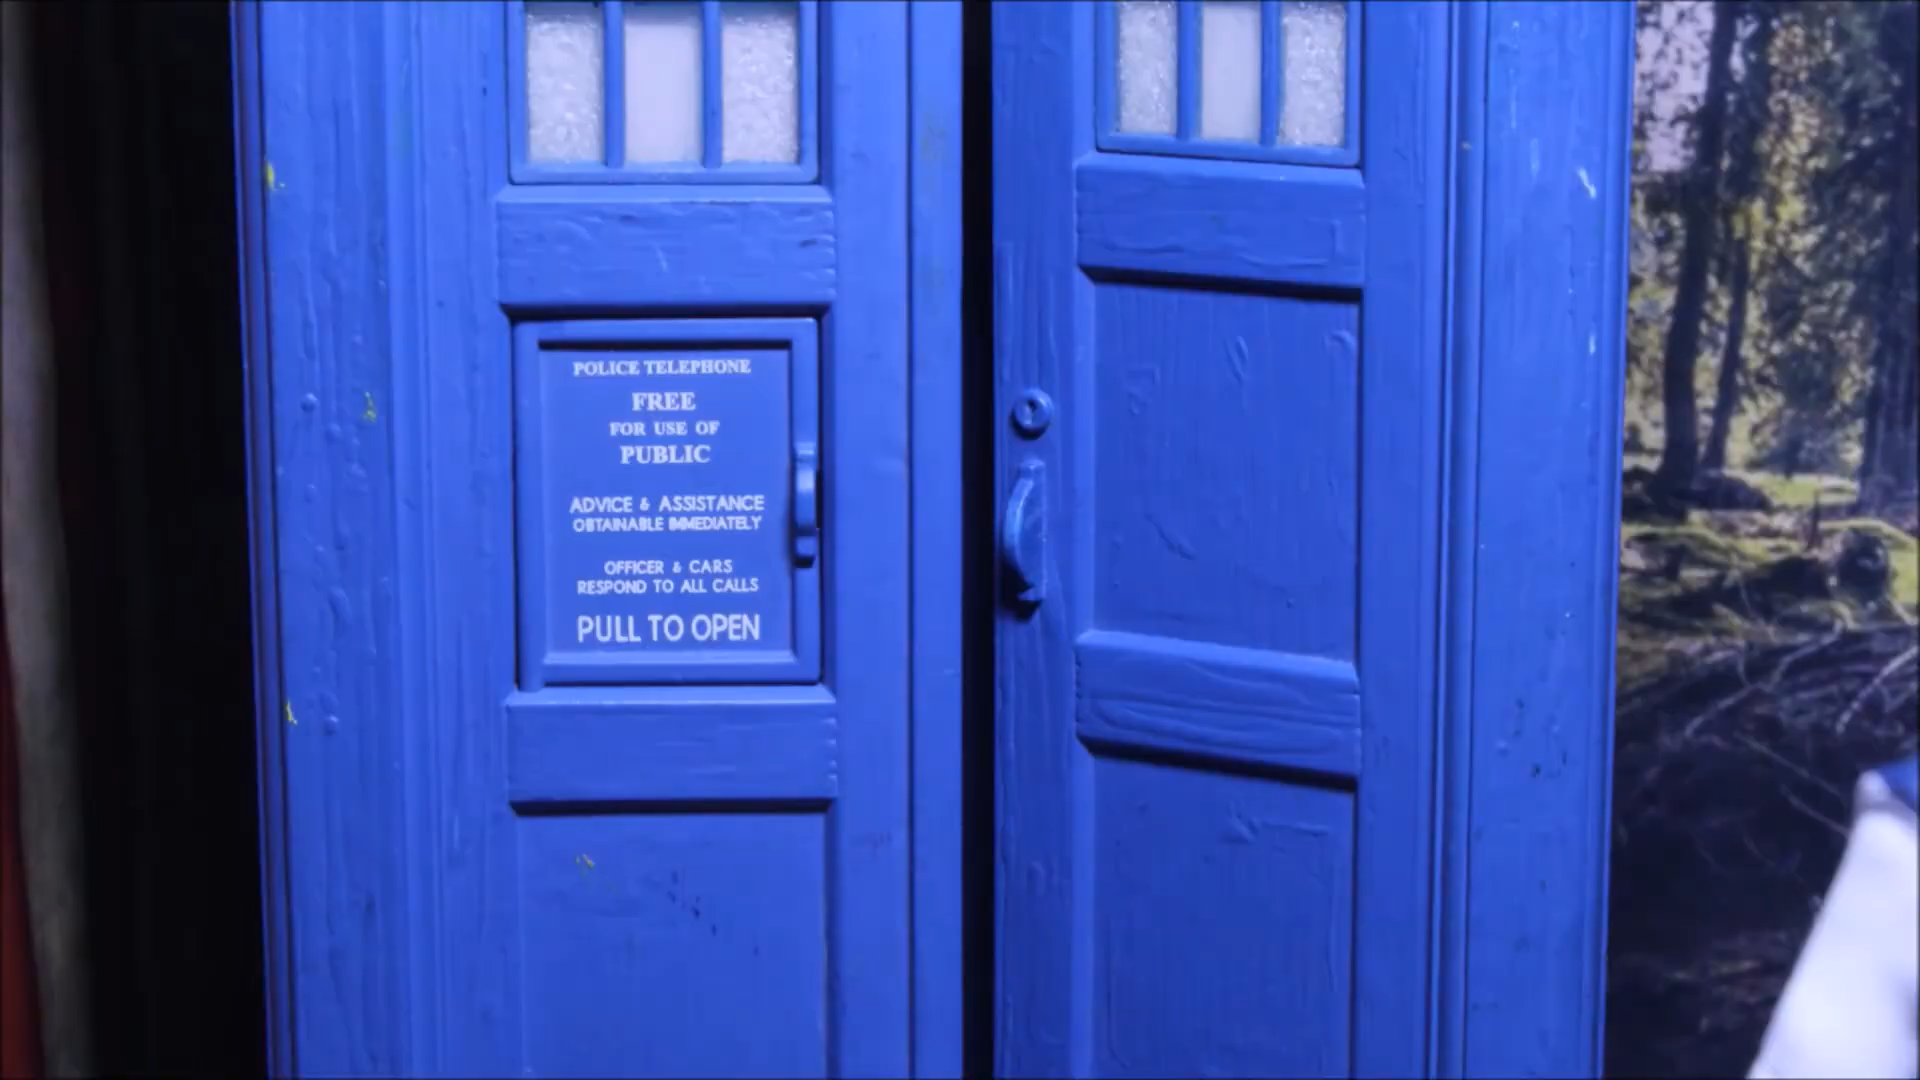 POLICE TELEPHONE
FREE
FOR USE OF
PUBLIC
ADVICE & ASSISTANCE
OBTAINABLE IMMEDIATELY
OFFICER & CARS
RESPOND TO ALL CALLS
PULL TO OPEN